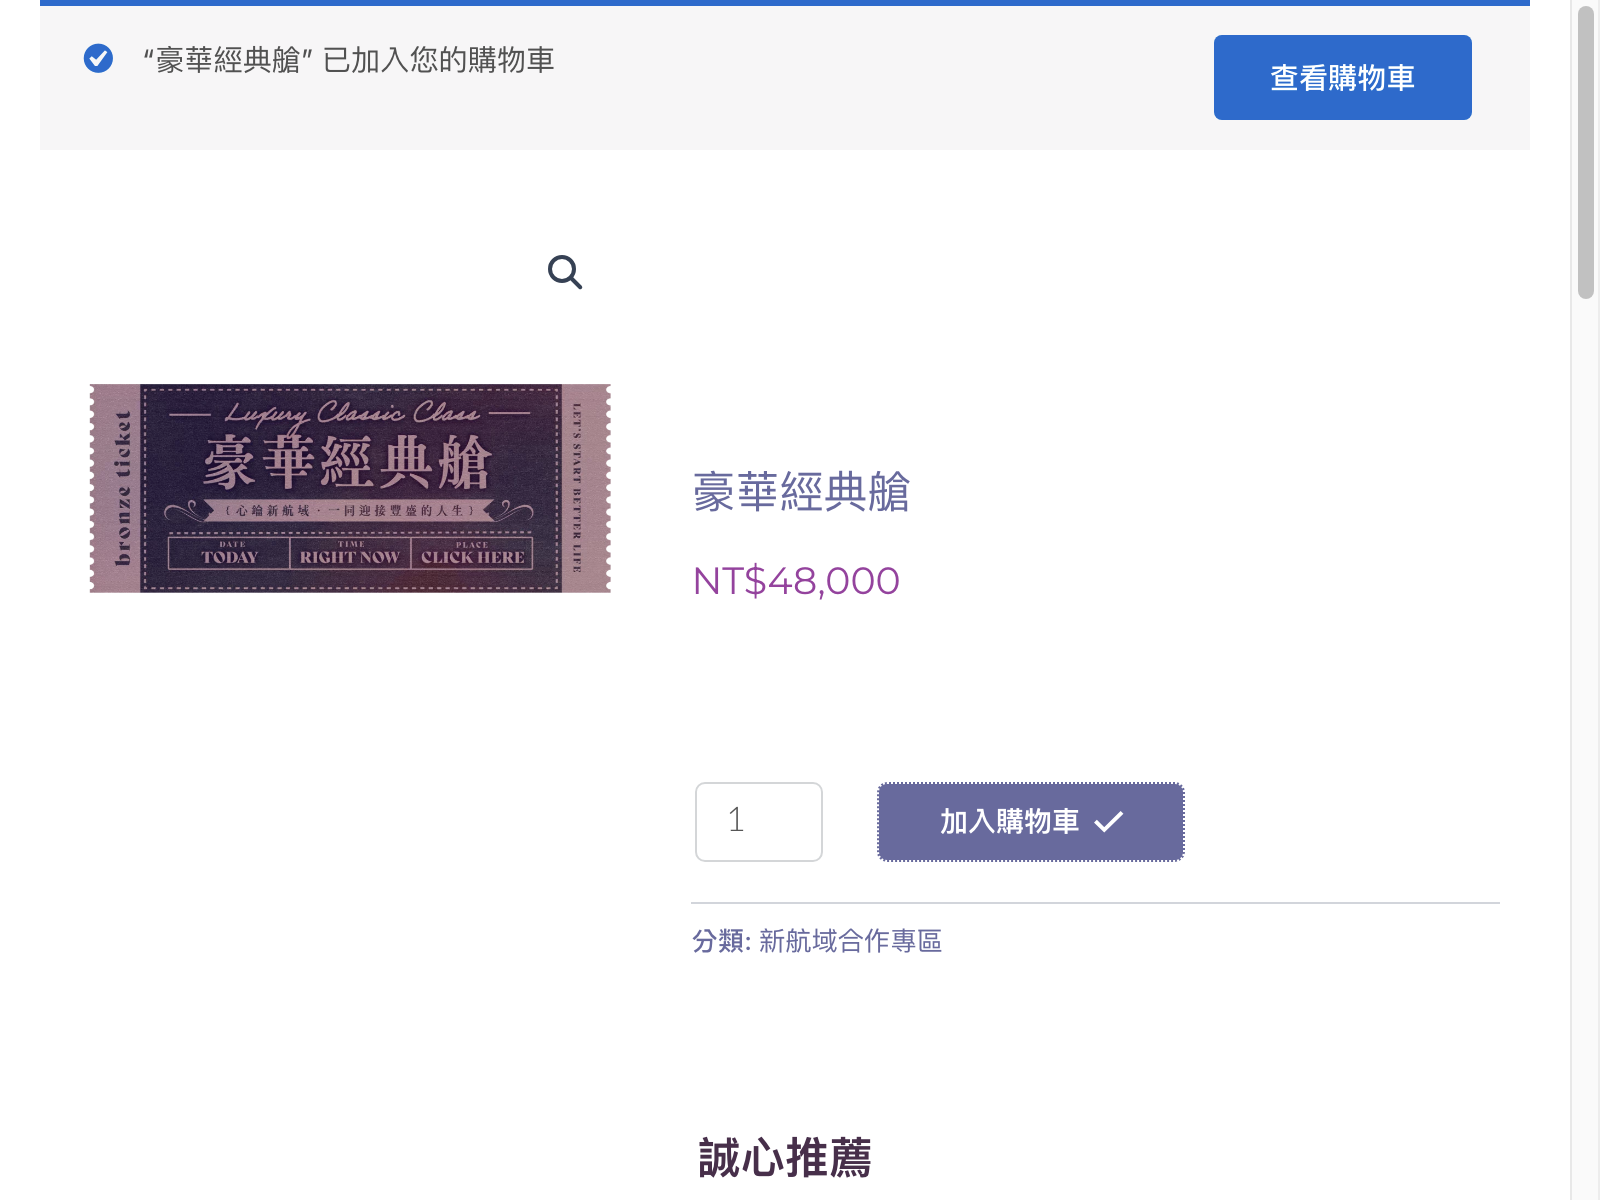 “豪華經典艙” 已加入您的購物車
查看購物車
bronze ticket
Luxury Classic Class
豪華經典艙
{ 心鑰新航域 · 一同迎接豐盛的人生 }
DATE
TODAY
TIME
RIGHT NOW
PLACE
CLICK HERE
LET'S START BETTER LIFE
豪華經典艙
NT$48,000
1
加入購物車
分類: 新航域合作專區
誠心推薦